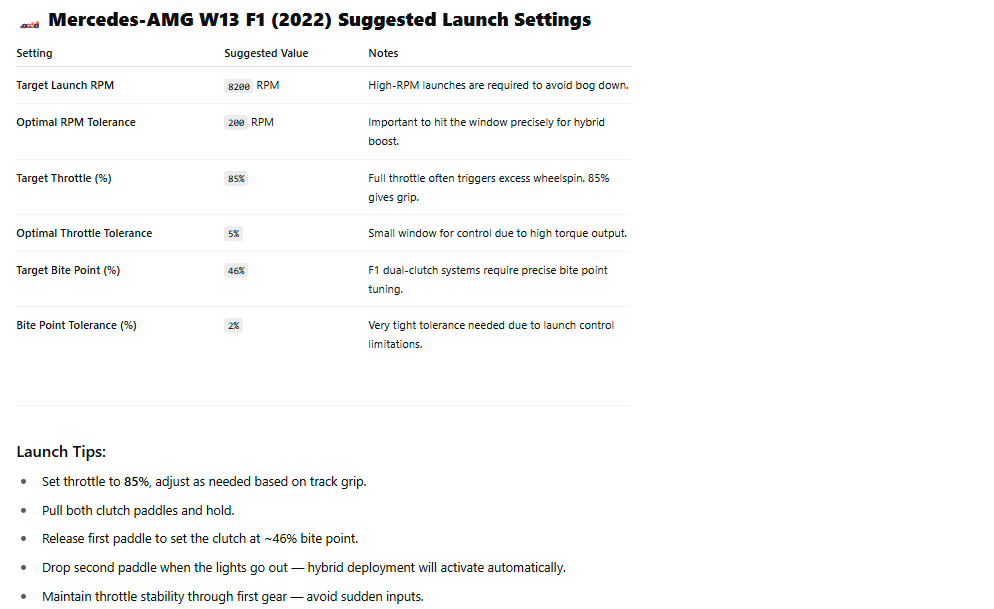 Mercedes-AMG W13 F1 (2022) Suggested Launch Settings
Setting Suggested Value Notes
Target Launch RPM 8200 RPM High-RPM launches are required to avoid bog down.
Optimal RPM Tolerance 200 RPM Important to hit the window precisely for hybrid
boost.
Target Throttle (%) 85% Full throttle often triggers excess wheelspin. 85%
gives grip.
Optimal Throttle Tolerance 5% Small window for control due to high torque output.
Target Bite Point (%) 46% F1 dual-clutch systems require precise bite point
tuning.
Bite Point Tolerance (%) 2% Very tight tolerance needed due to launch control
limitations.
Launch Tips:
• Set throttle to 85%, adjust as needed based on track grip.
• Pull both clutch paddles and hold.
• Release first paddle to set the clutch at ~46% bite point.
• Drop second paddle when the lights go out — hybrid deployment will activate automatically.
• Maintain throttle stability through first gear — avoid sudden inputs.